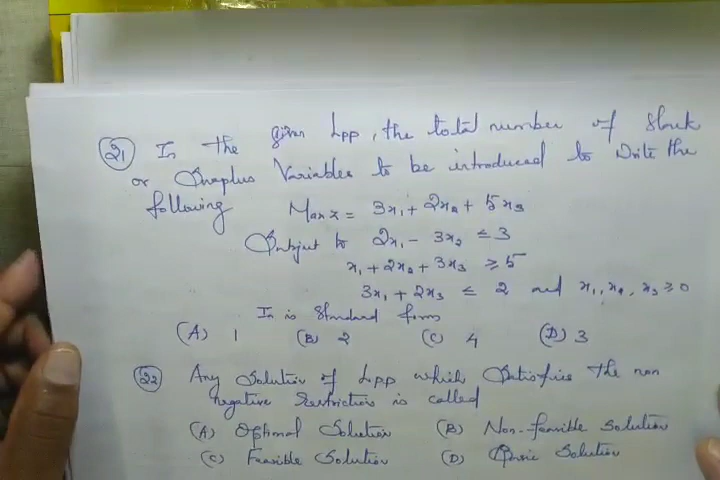 21 In the given LPP, the total number of Slack
or Surplus Variables to be introduced to Write the
following Max z = 3x₁ + 2x₂ + 5x₃
Subject to 2x₁ - 3x₂ ≤ 3
x₁ + 2x₂ + 3x₃ ≥ 5
3x₁ + 2x₃ ≤ 2 and x₁, x₂, x₃ ≥ 0
In is Standard form
(A) 1 (B) 2 (C) 4 (D) 3
22 Any Solution of LPP which Satisfies the non
negative Restriction is called
(A) Optimal Solution (B) Non-feasible Solution
(C) Feasible Solution (D) Basic Solution